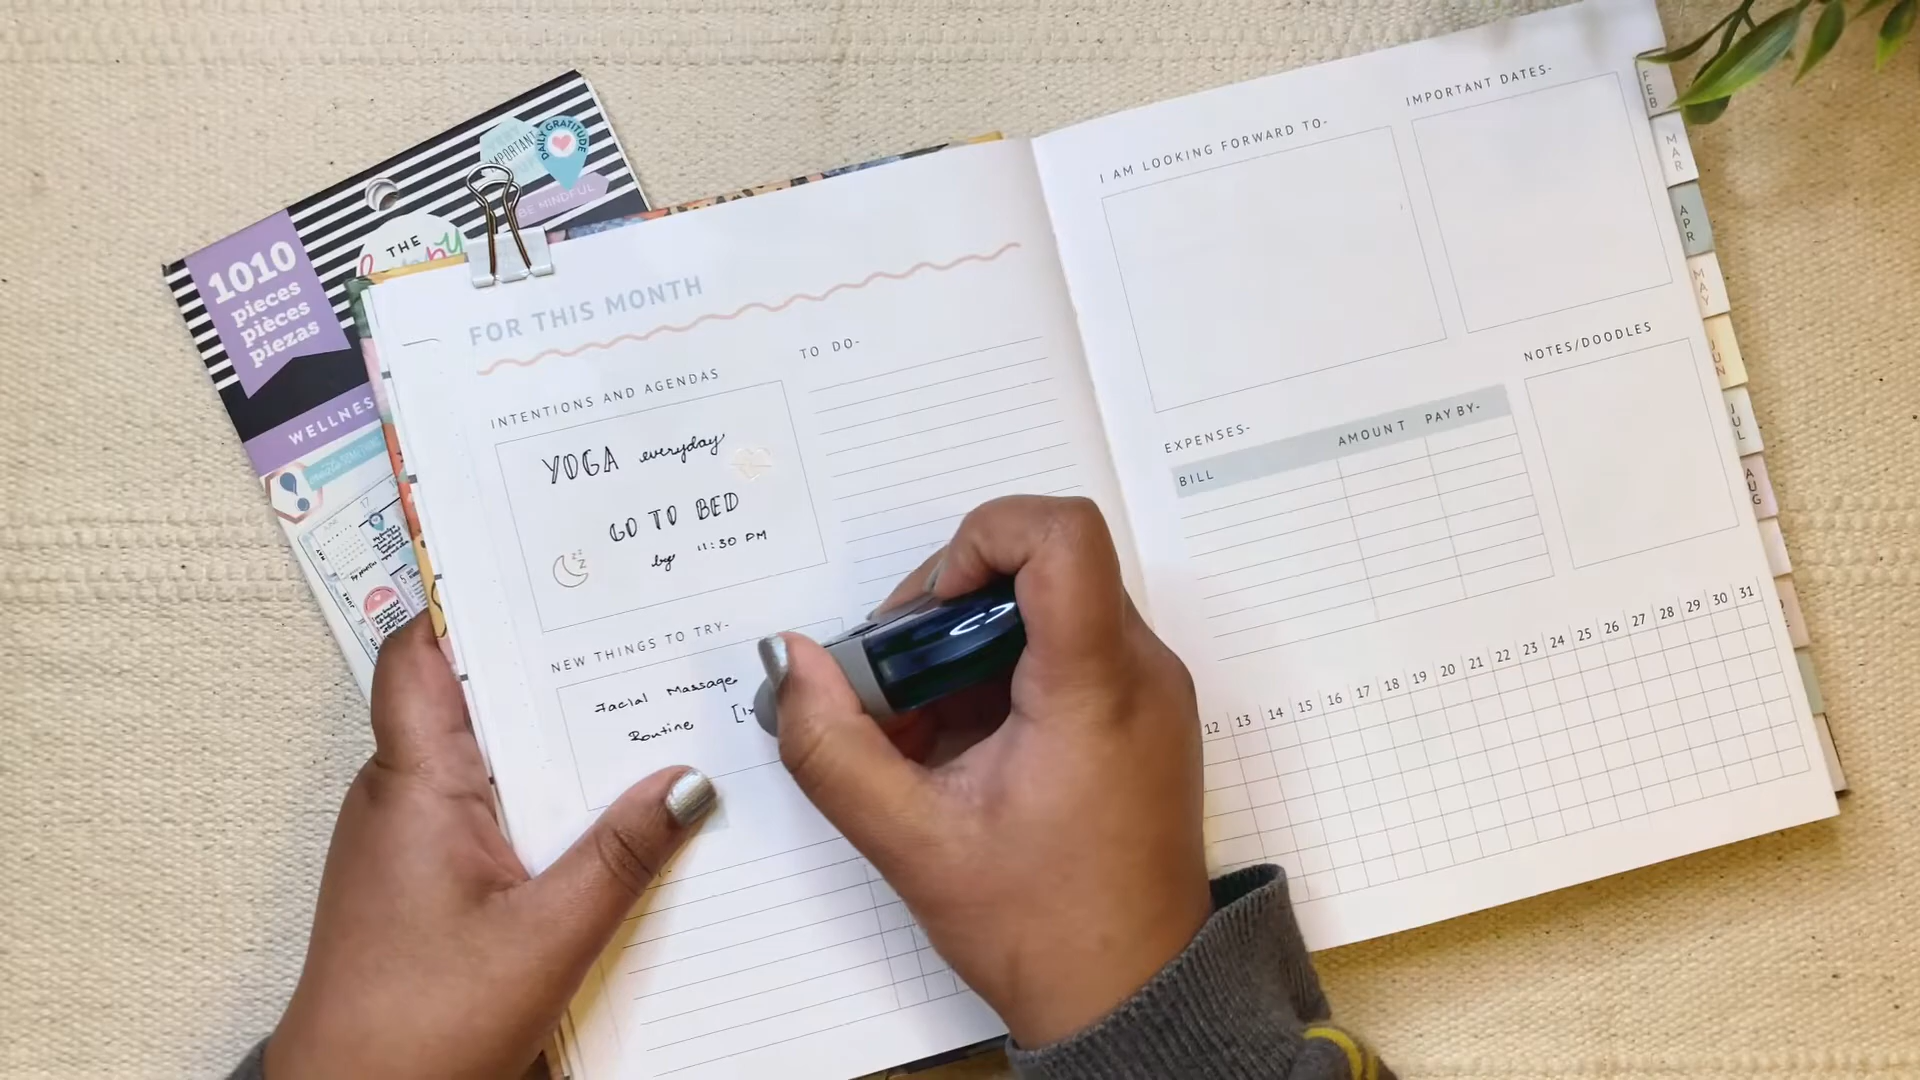 IMPORTANT
DAILY GRATITUDE
BE MINDFUL
THE
1010
pieces
pièces
piezas
WELLNES
FOR THIS MONTH
INTENTIONS AND AGENDAS
YOGA everyday
GO TO BED
by 11:30 PM
zzz
TO DO-
NEW THINGS TO TRY-
Facial Massage
Routine [1x
I AM LOOKING FORWARD TO-
IMPORTANT DATES-
EXPENSES-
BILL AMOUNT PAY BY-
NOTES/DOODLES
12 13 14 15 16 17 18 19 20 21 22 23 24 25 26 27 28 29 30 31
FEB
MAR
APR
MAY
JUN
JUL
AUG